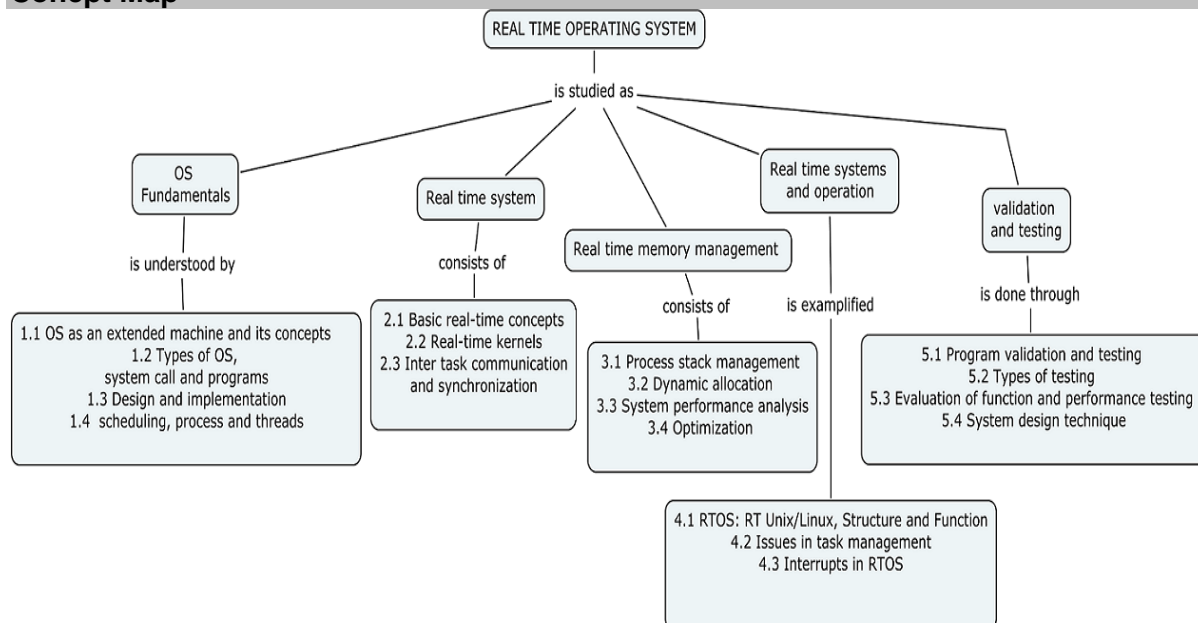 Concept Map
REAL TIME OPERATING SYSTEM
is studied as
OS
Fundamentals
is understood by
1.1 OS as an extended machine and its concepts
1.2 Types of OS,
system call and programs
1.3 Design and implementation
1.4 scheduling, process and threads
Real time system
consists of
2.1 Basic real-time concepts
2.2 Real-time kernels
2.3 Inter task communication
and synchronization
Real time memory management
consists of
3.1 Process stack management
3.2 Dynamic allocation
3.3 System performance analysis
3.4 Optimization
Real time systems
and operation
is examplified
4.1 RTOS: RT Unix/Linux, Structure and Function
4.2 Issues in task management
4.3 Interrupts in RTOS
validation
and testing
is done through
5.1 Program validation and testing
5.2 Types of testing
5.3 Evaluation of function and performance testing
5.4 System design technique